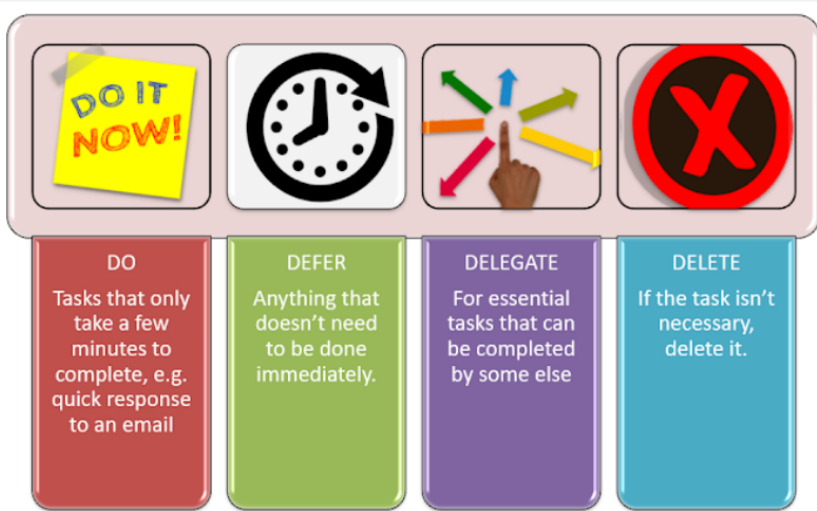 DO IT
NOW!
DO
Tasks that only
take a few
minutes to
complete, e.g.
quick response
to an email
DEFER
Anything that
doesn't need
to be done
immediately.
DELEGATE
For essential
tasks that can
be completed
by some else
DELETE
If the task isn't
necessary,
delete it.